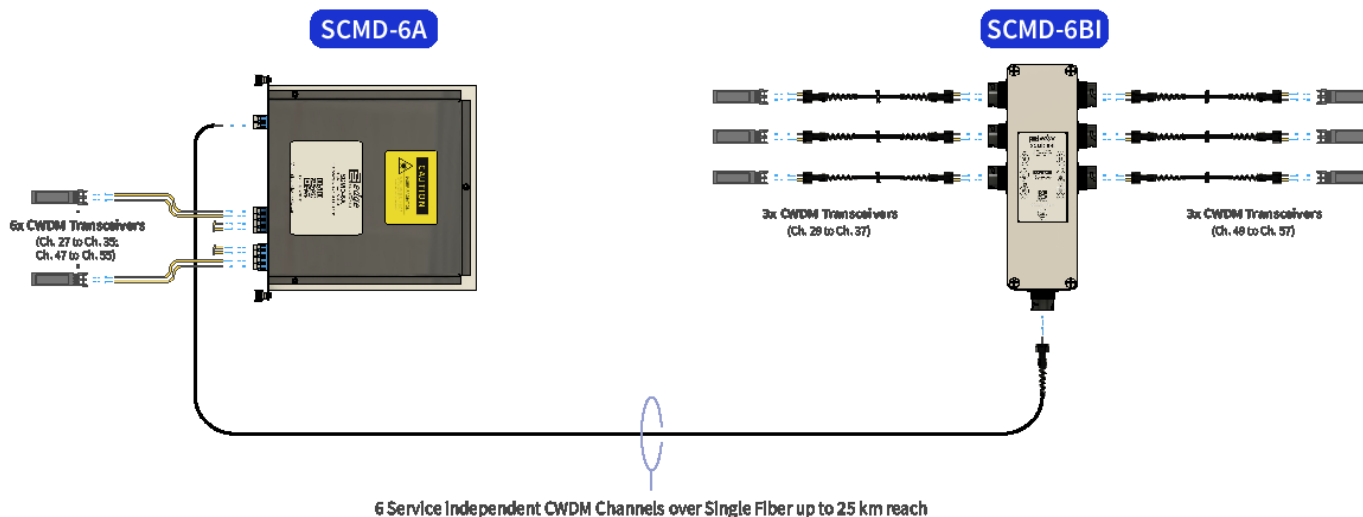 SCMD-6A
SCMD-6BI
CAUTION
6x CWDM Transceivers
(Ch. 27 to Ch. 35;
Ch. 47 to Ch. 55)
3x CWDM Transceivers
(Ch. 29 to Ch. 37)
3x CWDM Transceivers
(Ch. 49 to Ch. 57)
6 Service independent CWDM Channels over Single Fiber up to 25 km reach